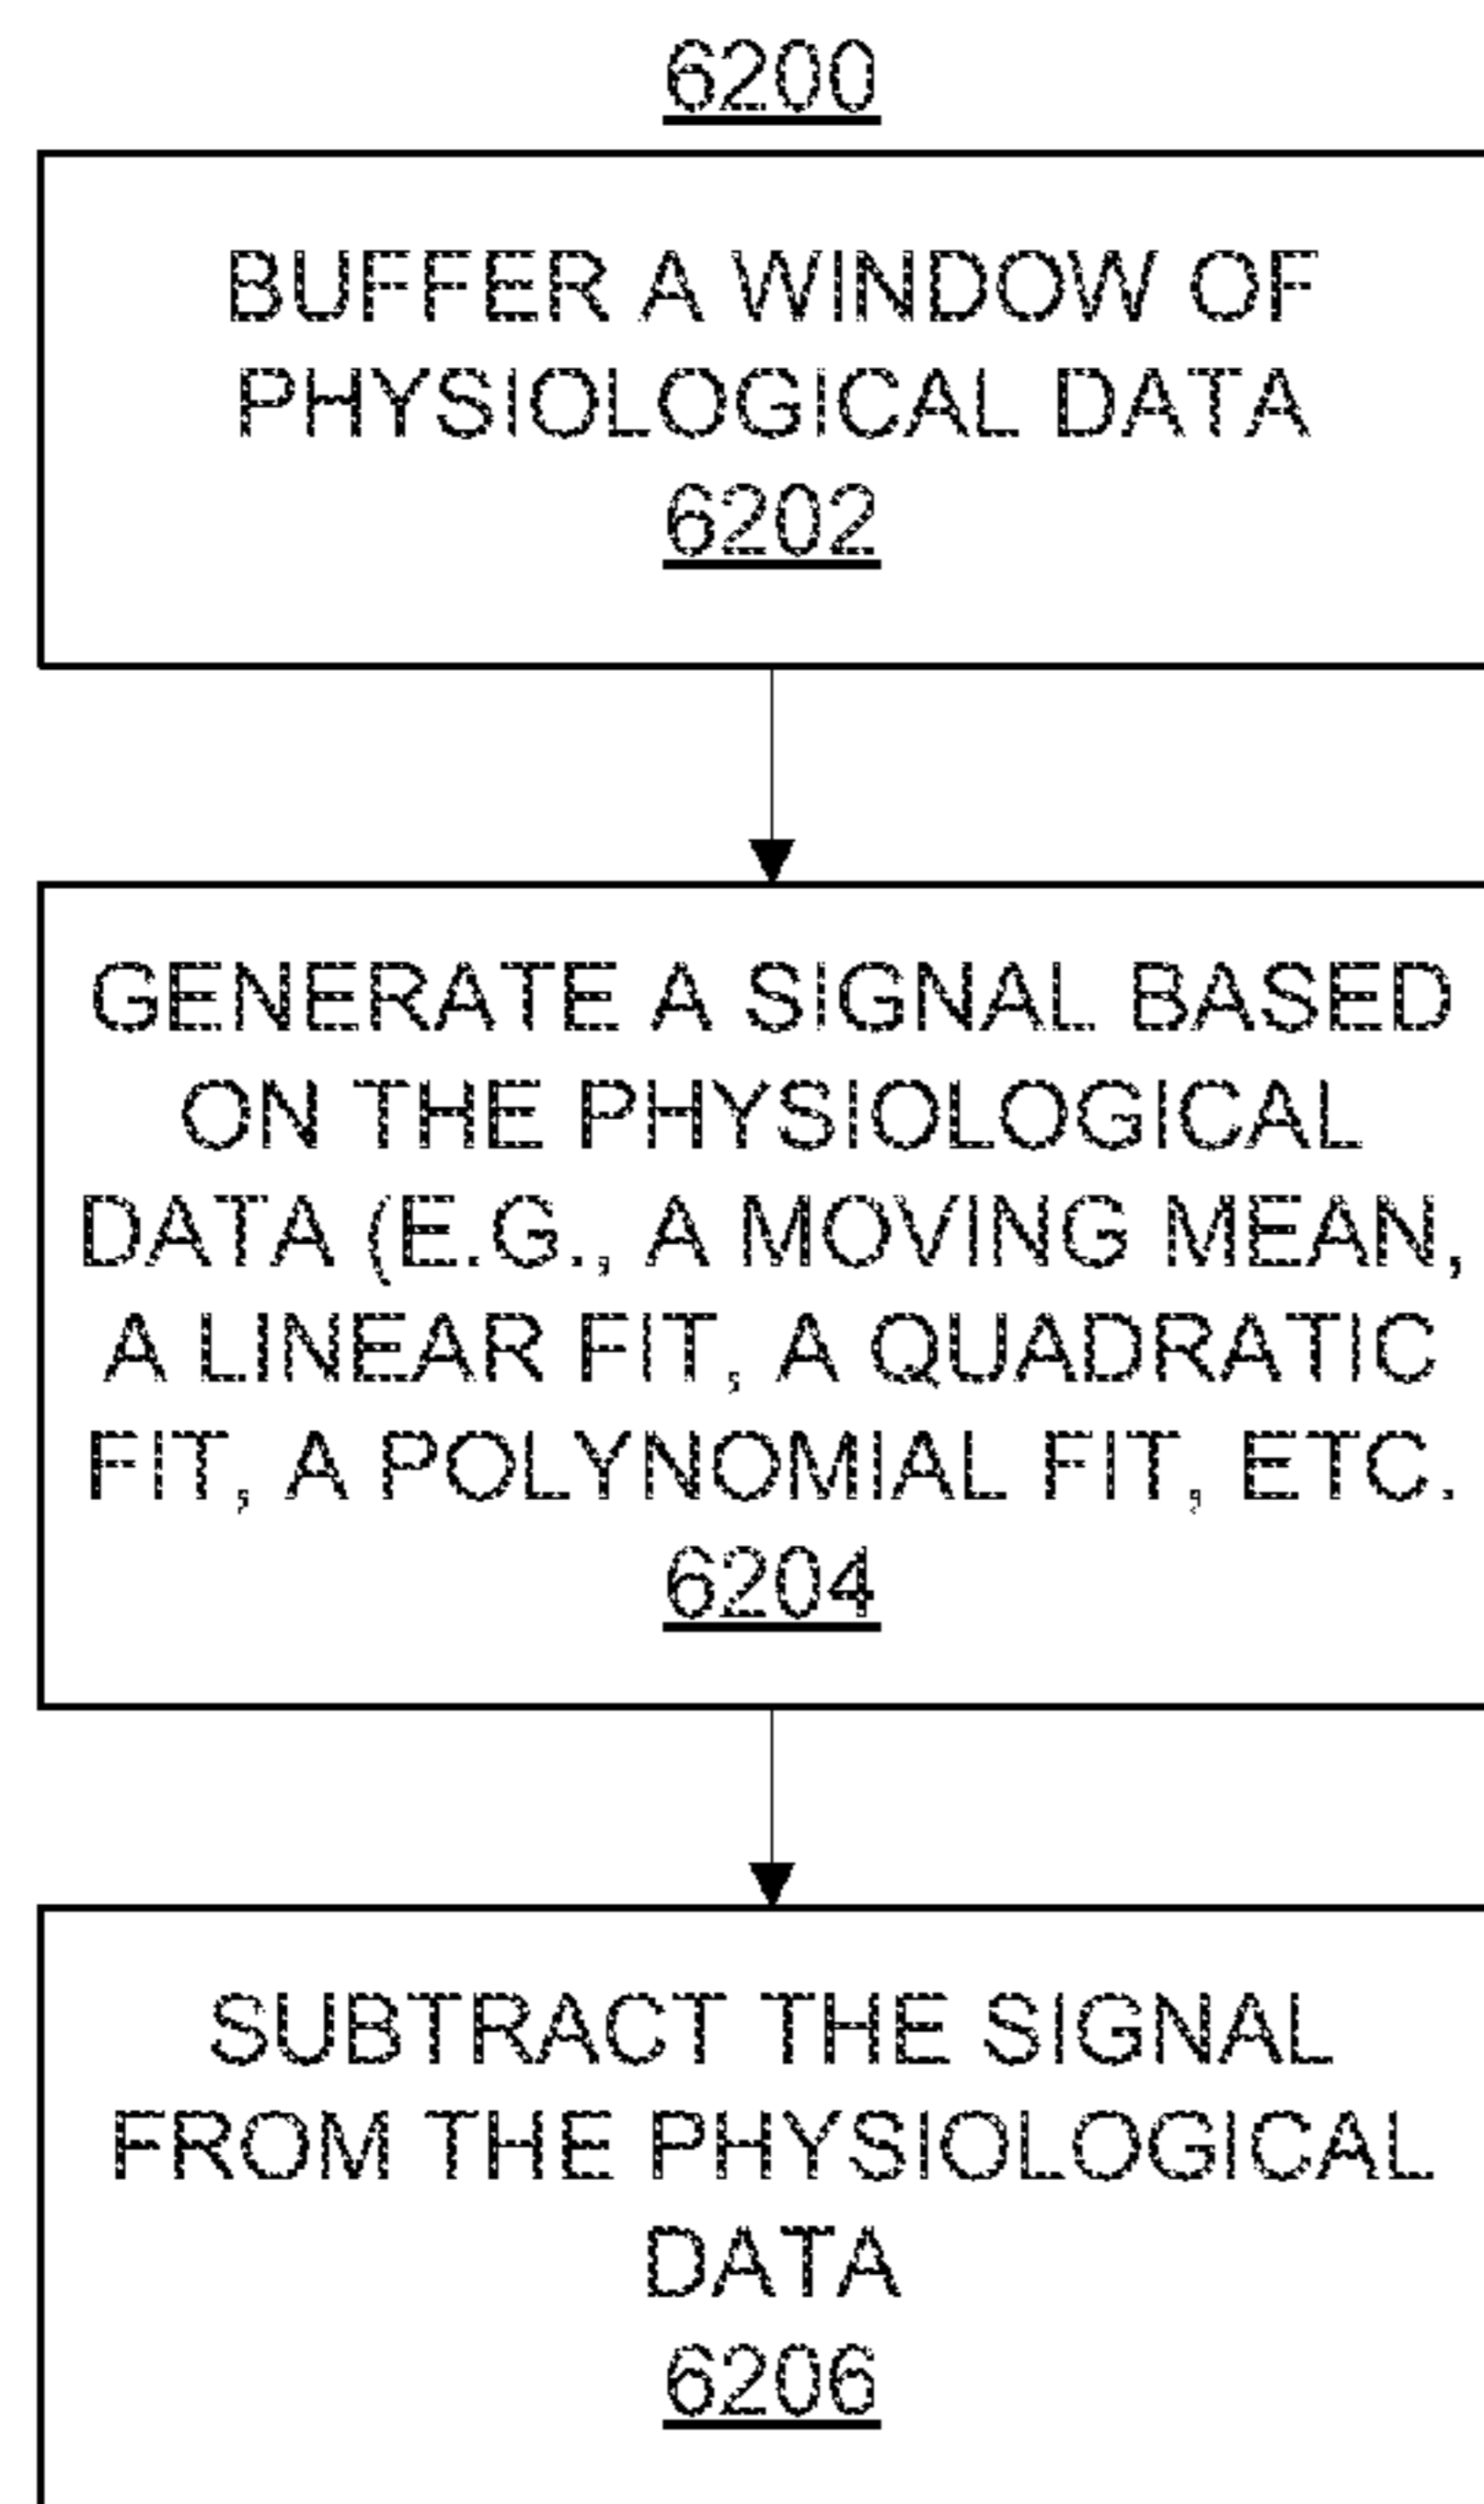 6200
BUFFER A WINDOW OF
PHYSIOLOGICAL DATA
6202
GENERATE A SIGNAL BASED
ON THE PHYSIOLOGICAL
DATA (E.G., A MOVING MEAN,
A LINEAR FIT, A QUADRATIC
FIT, A POLYNOMIAL FIT, ETC.
6204
SUBTRACT THE SIGNAL
FROM THE PHYSIOLOGICAL
DATA
6206